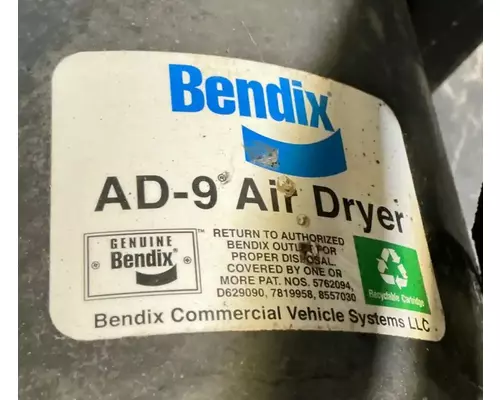 Bendix
AD-9® Air Dryer
GENUINE
Bendix
™
RETURN TO AUTHORIZED
BENDIX OUTLET FOR
PROPER DISPOSAL.
COVERED BY ONE OR
MORE PAT. NOS. 5762094,
D629090, 7819958, 8557030
Recyclable Cartridge
Bendix Commercial Vehicle Systems LLC